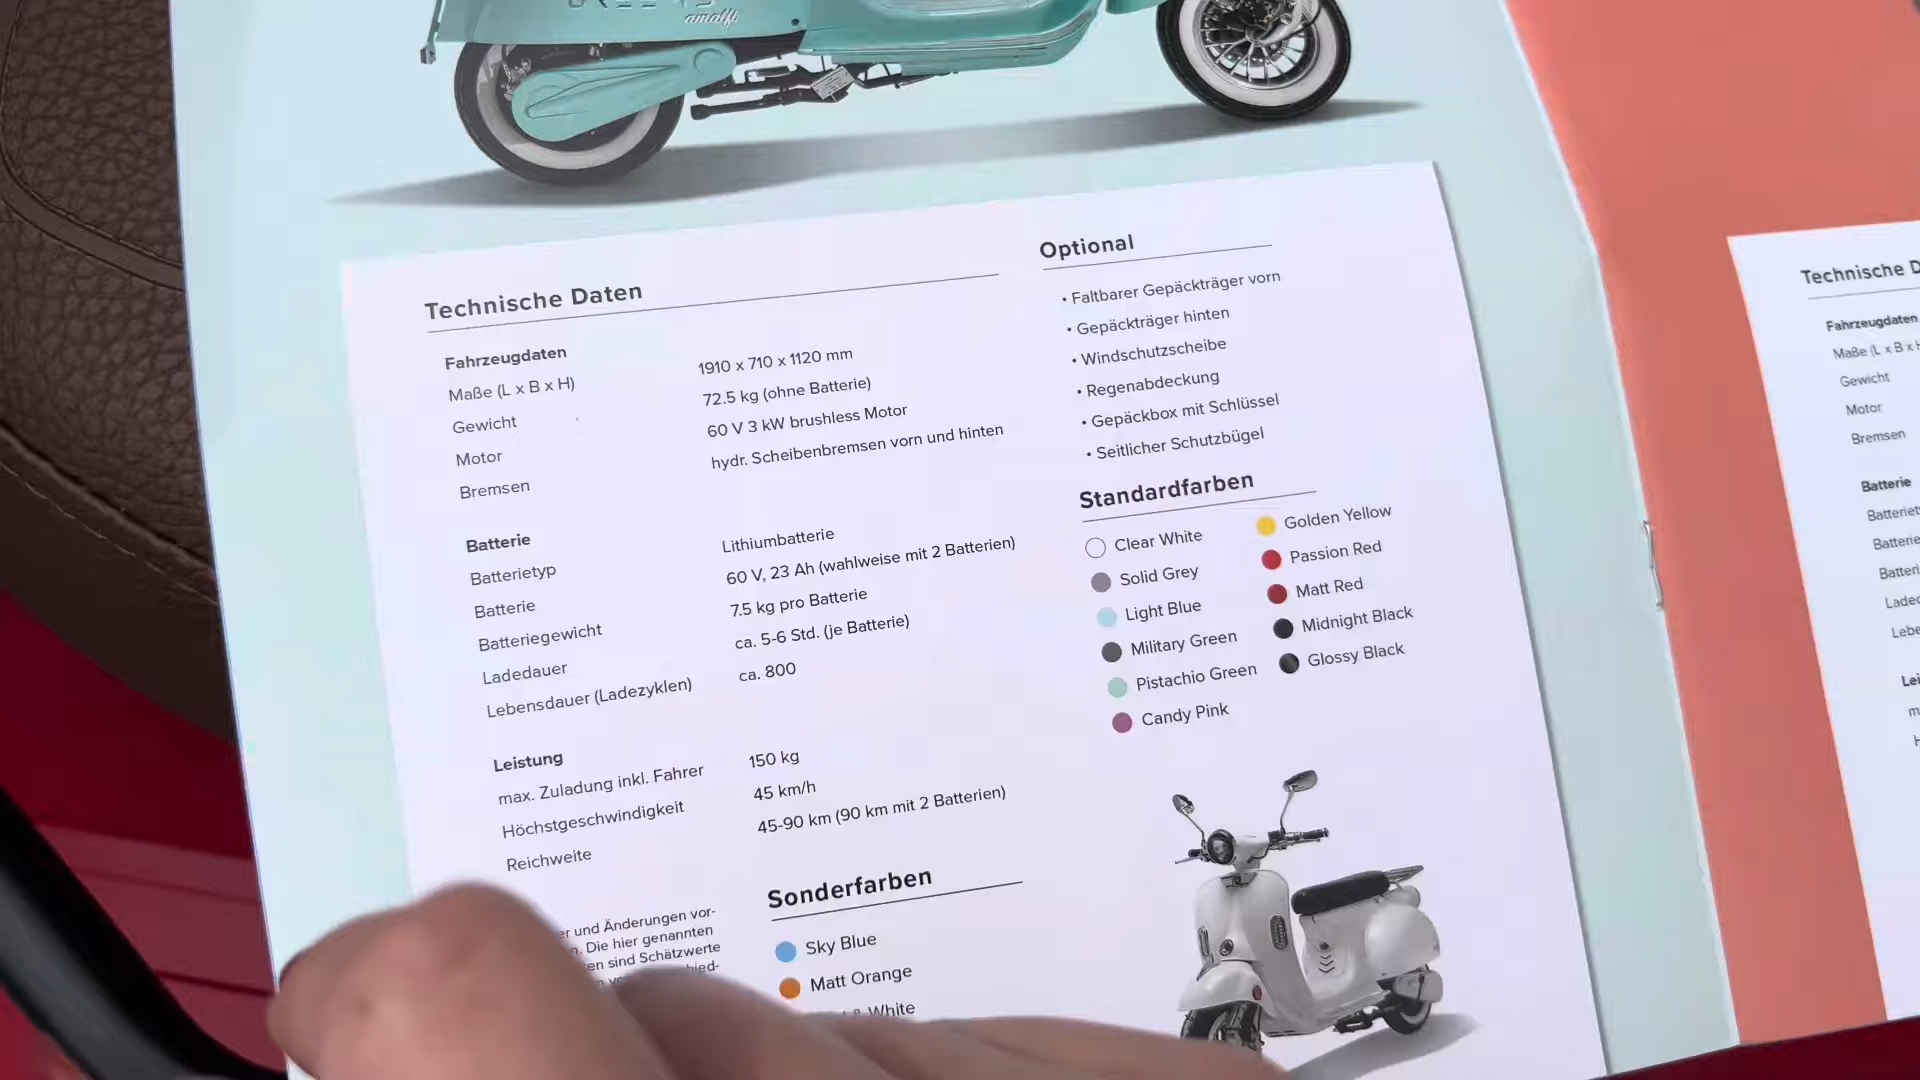 amalfi
Technische Daten
Fahrzeugdaten
Maße (L x B x H) 1910 x 710 x 1120 mm
Gewicht 72.5 kg (ohne Batterie)
Motor 60 V 3 kW brushless Motor
Bremsen hydr. Scheibenbremsen vorn und hinten
Batterie
Batterietyp Lithiumbatterie
Batterie 60 V, 23 Ah (wahlweise mit 2 Batterien)
Batteriegewicht 7.5 kg pro Batterie
Ladedauer ca. 5-6 Std. (je Batterie)
Lebensdauer (Ladezyklen) ca. 800
Leistung
max. Zuladung inkl. Fahrer 150 kg
Höchstgeschwindigkeit 45 km/h
Reichweite 45-90 km (90 km mit 2 Batterien)
und Änderungen vor-
Die hier genannten
sind Schätzwerte
Sonderfarben
Sky Blue
Matt Orange
& White
Optional
• Faltbarer Gepäckträger vorn
• Gepäckträger hinten
• Windschutzscheibe
• Regenabdeckung
• Gepäckbox mit Schlüssel
• Seitlicher Schutzbügel
Standardfarben
Clear White
Solid Grey
Light Blue
Military Green
Pistachio Green
Candy Pink
Golden Yellow
Passion Red
Matt Red
Midnight Black
Glossy Black
Technische
Fahrzeugdaten
Maße (L x B x
Gewicht
Motor
Bremsen
Batterie